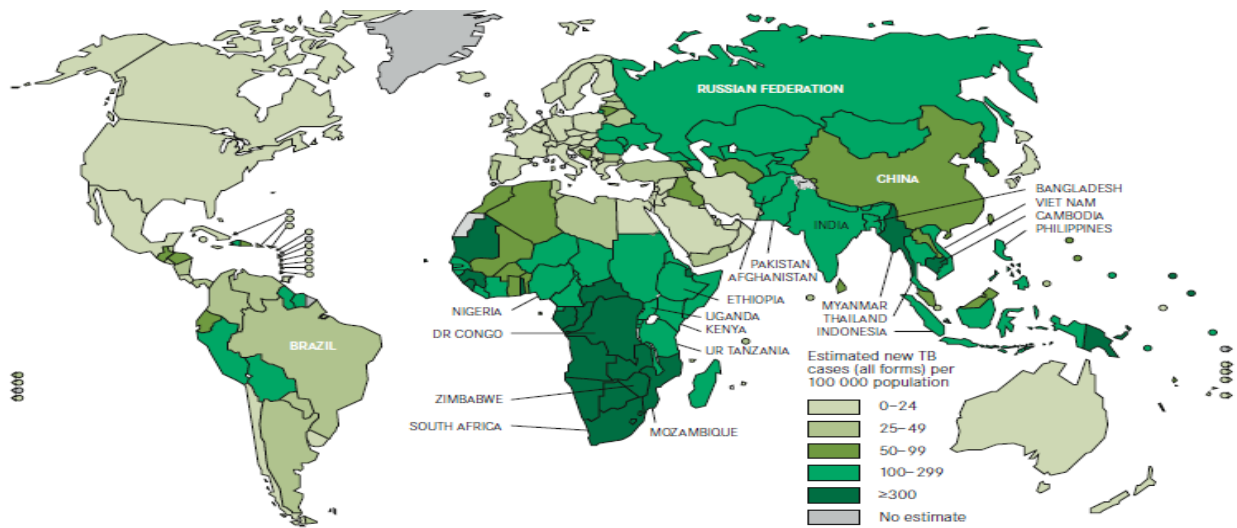 RUSSIAN FEDERATION
CHINA
BANGLADESH
VIET NAM
CAMBODIA
PHILIPPINES
INDIA
PAKISTAN
AFGHANISTAN
ETHIOPIA
NIGERIA
UGANDA
KENYA
DR CONGO
UR TANZANIA
MYANMAR
THAILAND
INDONESIA
BRAZIL
ZIMBABWE
SOUTH AFRICA
MOZAMBIQUE
Estimated new TB
cases (all forms) per
100 000 population
0–24
25–49
50–99
100–299
≥300
No estimate